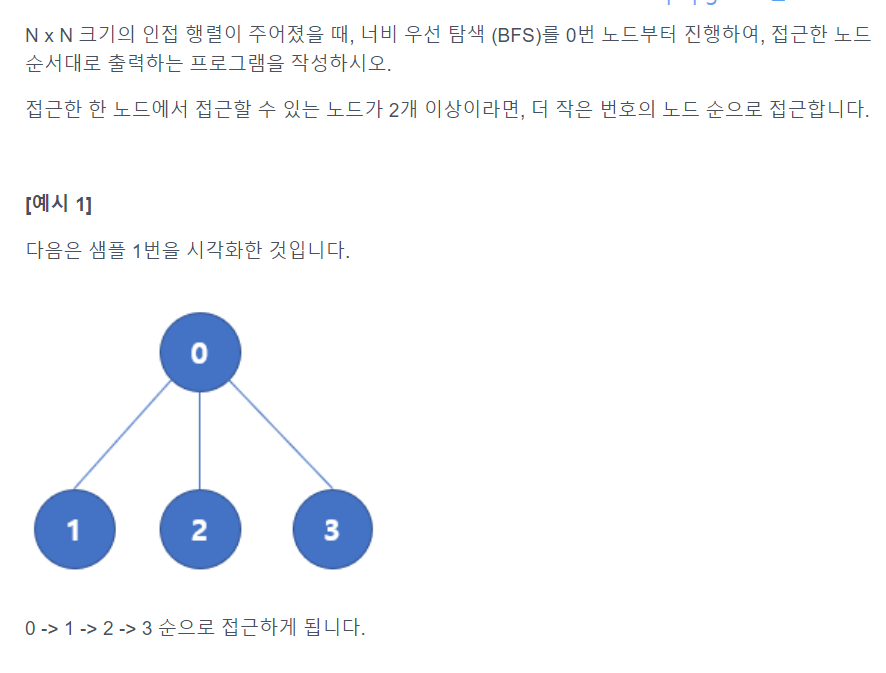 N x N 크기의 인접 행렬이 주어졌을 때, 너비 우선 탐색 (BFS)를 0번 노드부터 진행하여, 접근한 노드
순서대로 출력하는 프로그램을 작성하시오.
접근한 한 노드에서 접근할 수 있는 노드가 2개 이상이라면, 더 작은 번호의 노드 순으로 접근합니다.
[예시 1]
다음은 샘플 1번을 시각화한 것입니다.
0
1
2
3
0 -> 1 -> 2 -> 3 순으로 접근하게 됩니다.